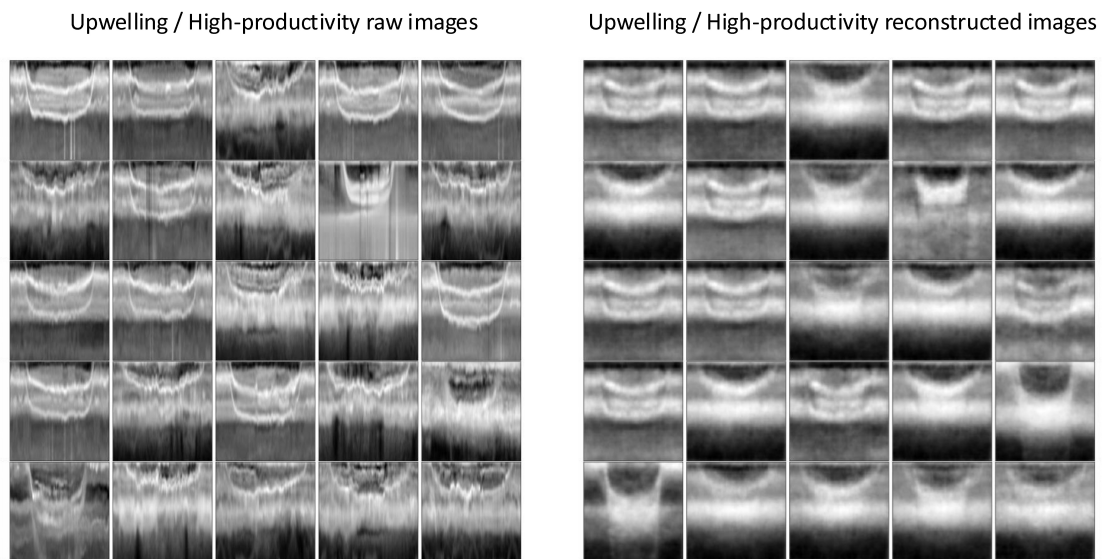 Upwelling / High-productivity raw images
Upwelling / High-productivity reconstructed images